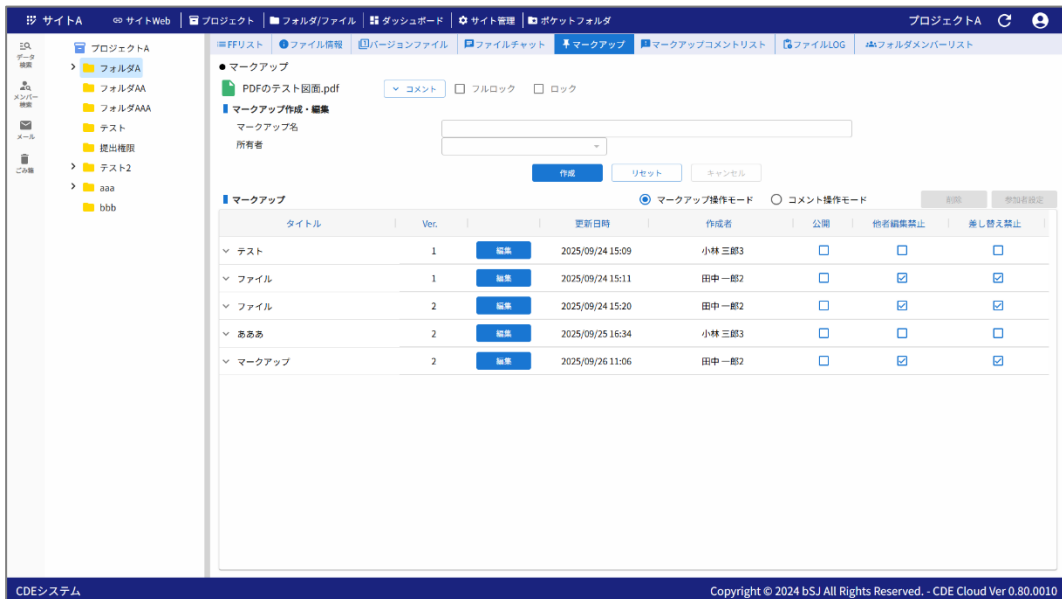 サイトA サイトWeb プロジェクト フォルダ/ファイル ダッシュボード サイト管理 ポケットフォルダ プロジェクトA
データ検索
メンバー検索
メール
ごみ箱
プロジェクトA
フォルダA
フォルダAA
フォルダAAA
テスト
提出権限
テスト2
aaa
bbb
FFリスト ファイル情報 バージョンファイル ファイルチャット マークアップ マークアップコメントリスト ファイルLOG フォルダメンバーリスト
● マークアップ
PDFのテスト図面.pdf コメント フルロック ロック
マークアップ作成・編集
マークアップ名
所有者
作成 リセット キャンセル
マークアップ マークアップ操作モード コメント操作モード 削除 参加者設定
タイトル Ver. 更新日時 作成者 公開 他者編集禁止 差し替え禁止
テスト 1 編集 2025/09/24 15:09 小林 三郎3
ファイル 1 編集 2025/09/24 15:11 田中 一郎2
ファイル 2 編集 2025/09/24 15:20 田中 一郎2
あああ 2 編集 2025/09/25 16:34 小林 三郎3
マークアップ 2 編集 2025/09/26 11:06 田中 一郎2
CDEシステム Copyright © 2024 bSJ All Rights Reserved. - CDE Cloud Ver 0.80.0010